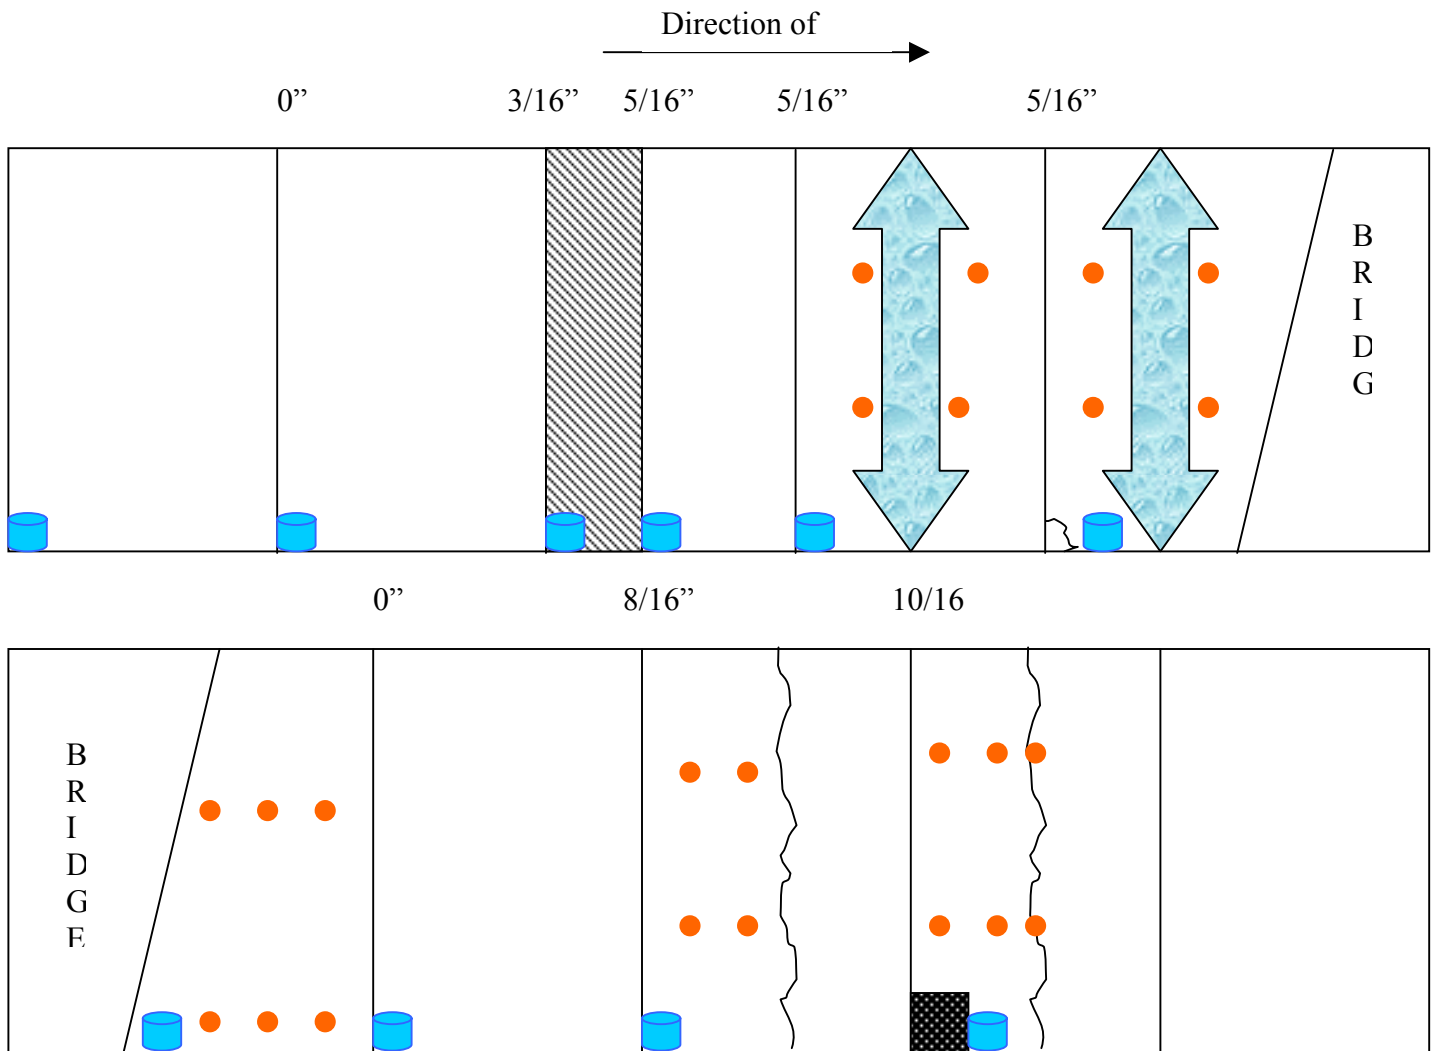 Direction of
0” 3/16” 5/16” 5/16” 5/16”
B
R
I
D
G
0” 8/16” 10/16
B
R
I
D
G
E